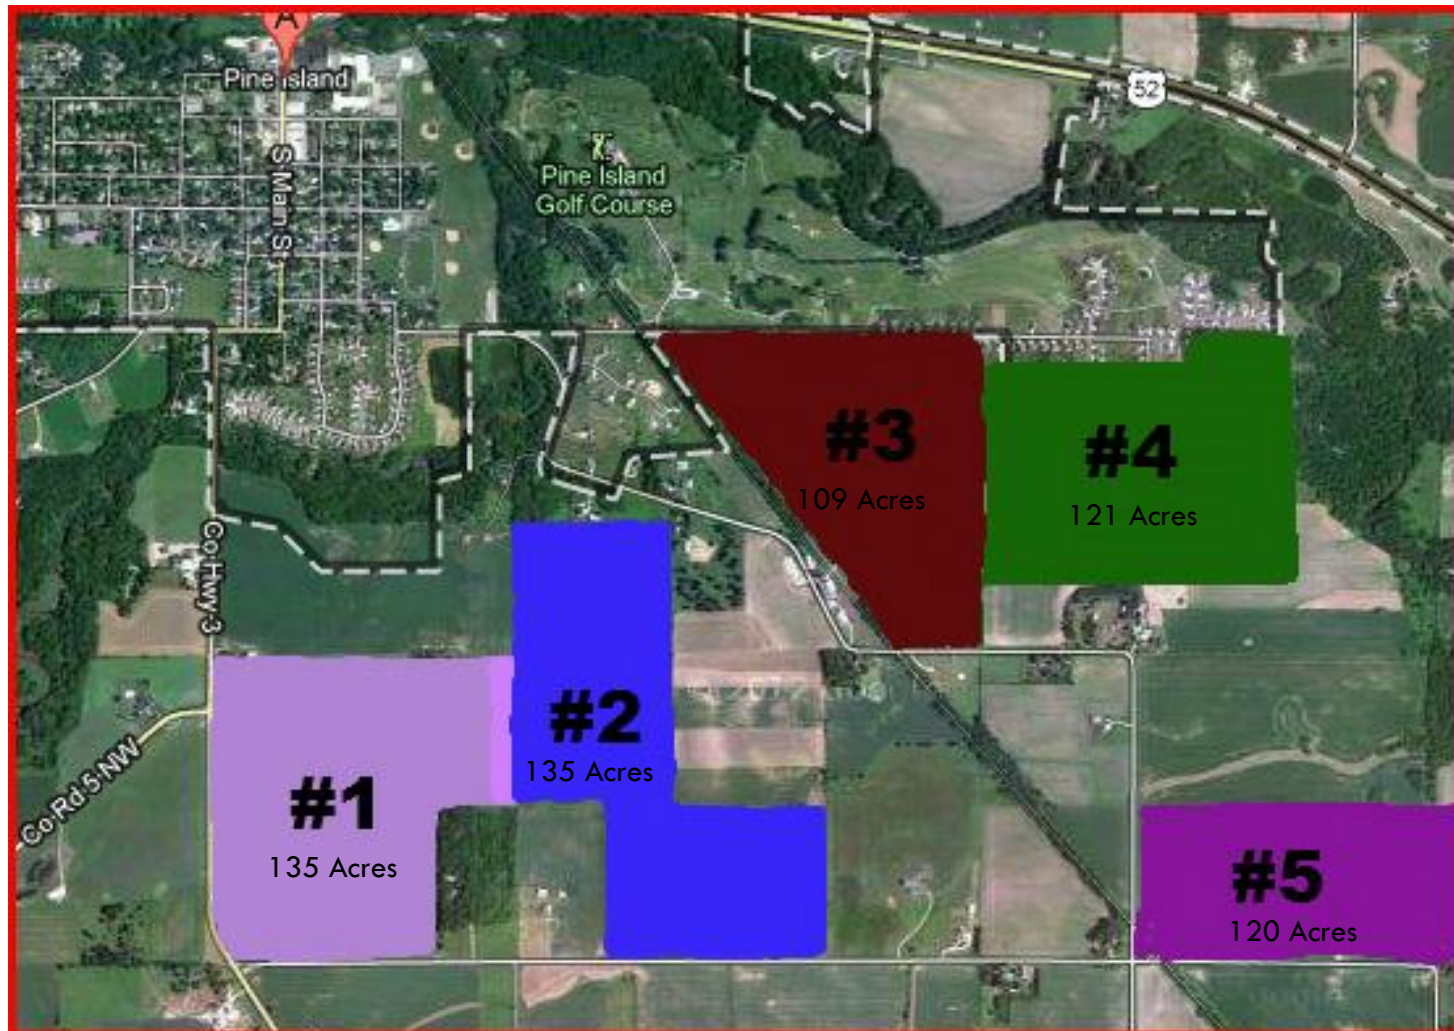 A
Pine Island
52
S Main St
Pine Island
Golf Course
#3
109 Acres
#4
121 Acres
Co Hwy 3
#2
135 Acres
Co Rd 5 NW
#1
135 Acres
#5
120 Acres